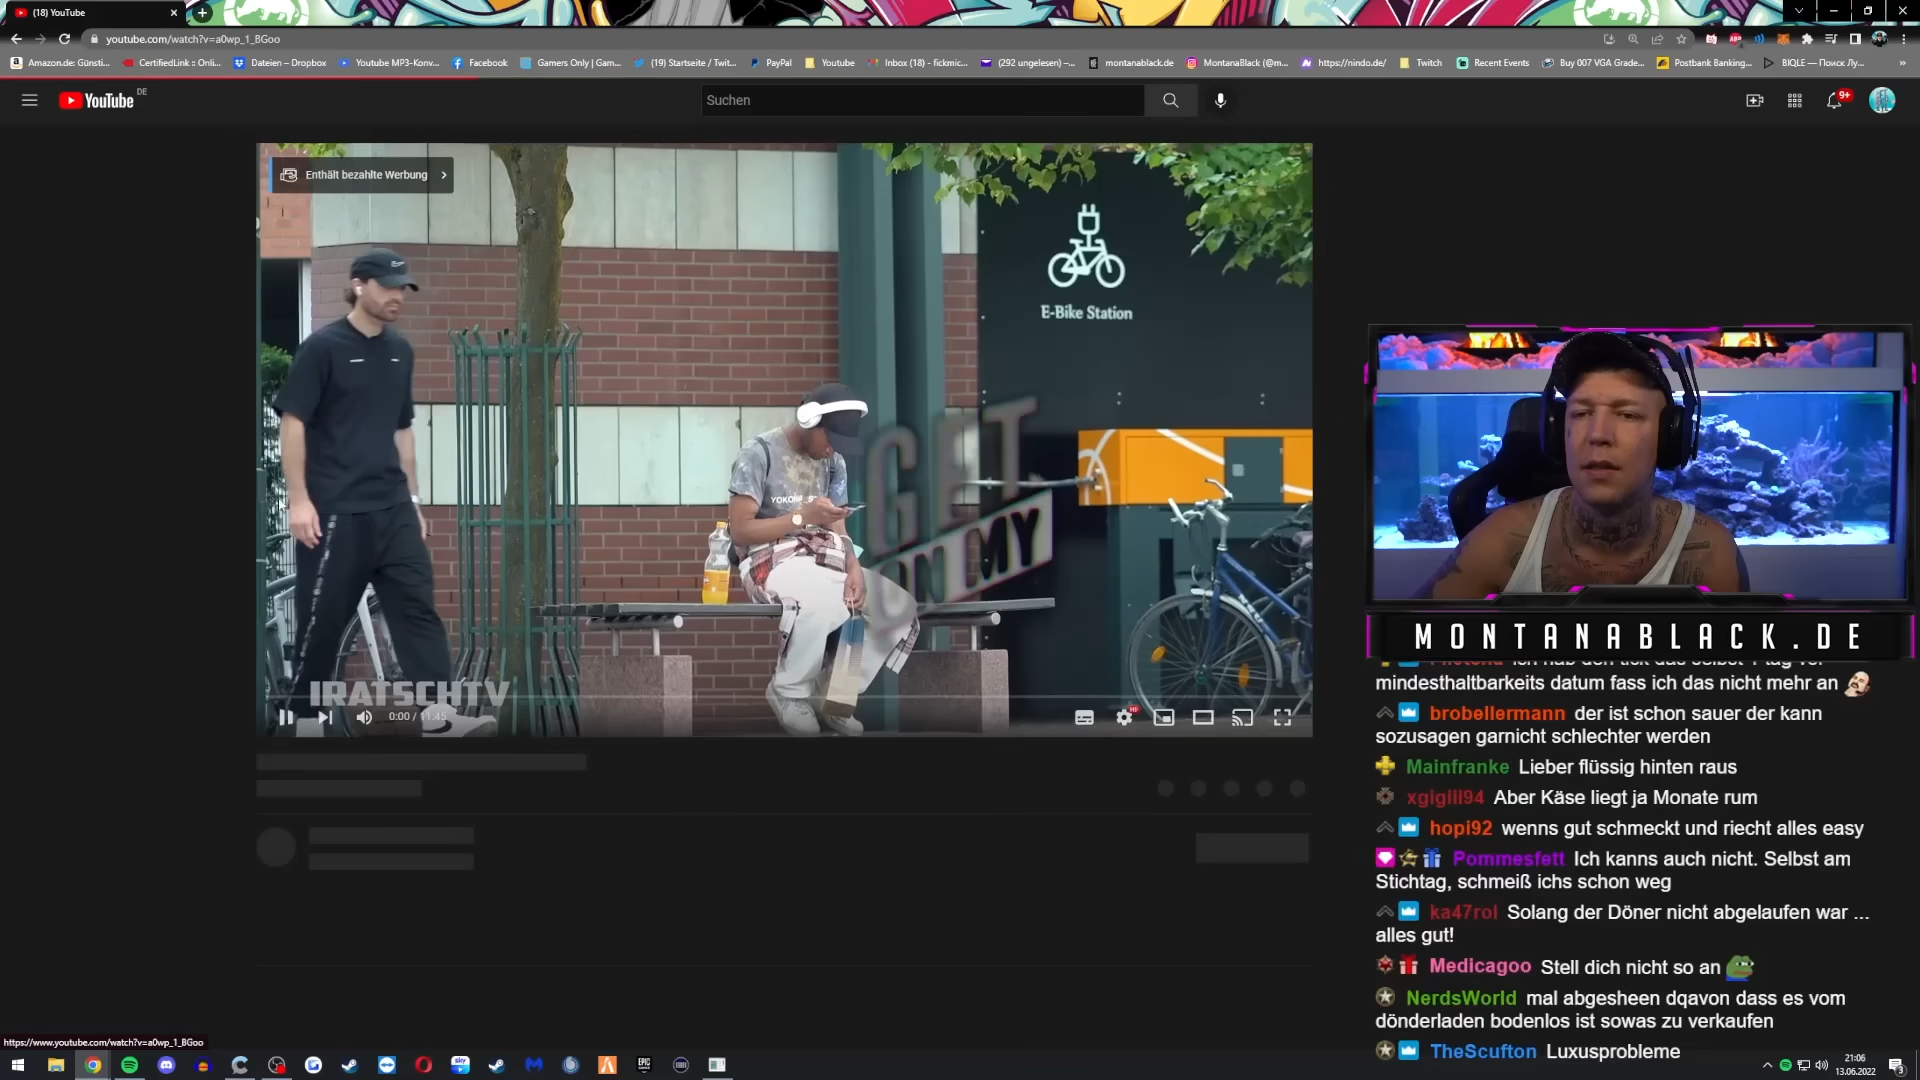 (18) YouTube
youtube.com/watch?v=a0wp_1_BGoo
Amazon.de: Günsti...
CertifiedLink :: Onli...
Dateien – Dropbox
Youtube MP3-Konv...
Facebook
Gamers Only | Gam...
(19) Startseite / Twit...
PayPal
Youtube
Inbox (18) - fickmic...
(292 ungelesen) –...
montanablack.de
MontanaBlack (@m...
https://nindo.de/
Twitch
Recent Events
Buy 007 VGA Grade...
Postbank Banking...
BIQLE — Поиск Лу...
YouTube DE
Suchen
9+
Enthält bezahlte Werbung
E-Bike Station
GET
ON MY
IRATSCHTV
0:00 / 11:45
MONTANABLACK.DE
mindesthaltbarkeits datum fass ich das nicht mehr an
brobellermann der ist schon sauer der kann
sozusagen garnicht schlechter werden
Mainfranke Lieber flüssig hinten raus
xgiglll94 Aber Käse liegt ja Monate rum
hopi92 wenns gut schmeckt und riecht alles easy
Pommesfett Ich kanns auch nicht. Selbst am
Stichtag, schmeiß ichs schon weg
ka47rol Solang der Döner nicht abgelaufen war ...
alles gut!
Medicagoo Stell dich nicht so an
NerdsWorld mal abgesheen dqavon dass es vom
dönderladen bodenlos ist sowas zu verkaufen
TheScufton Luxusprobleme
https://www.youtube.com/watch?v=a0wp_1_BGoo
21:06
13.06.2022